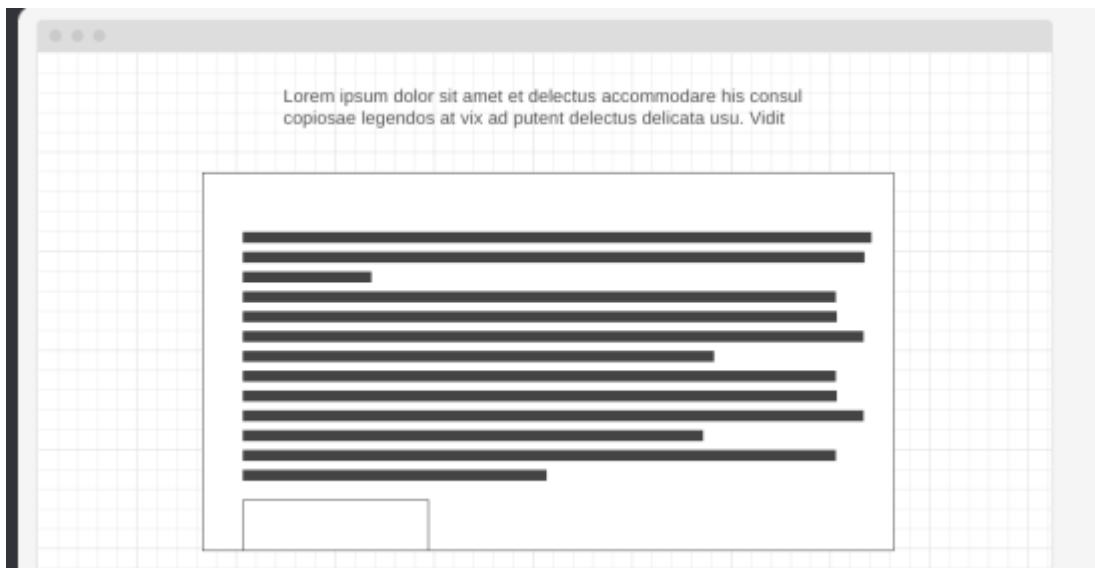 Lorem ipsum dolor sit amet et delectus accommodare his consul
copiosae legendos at vix ad putent delectus delicata usu. Vidit